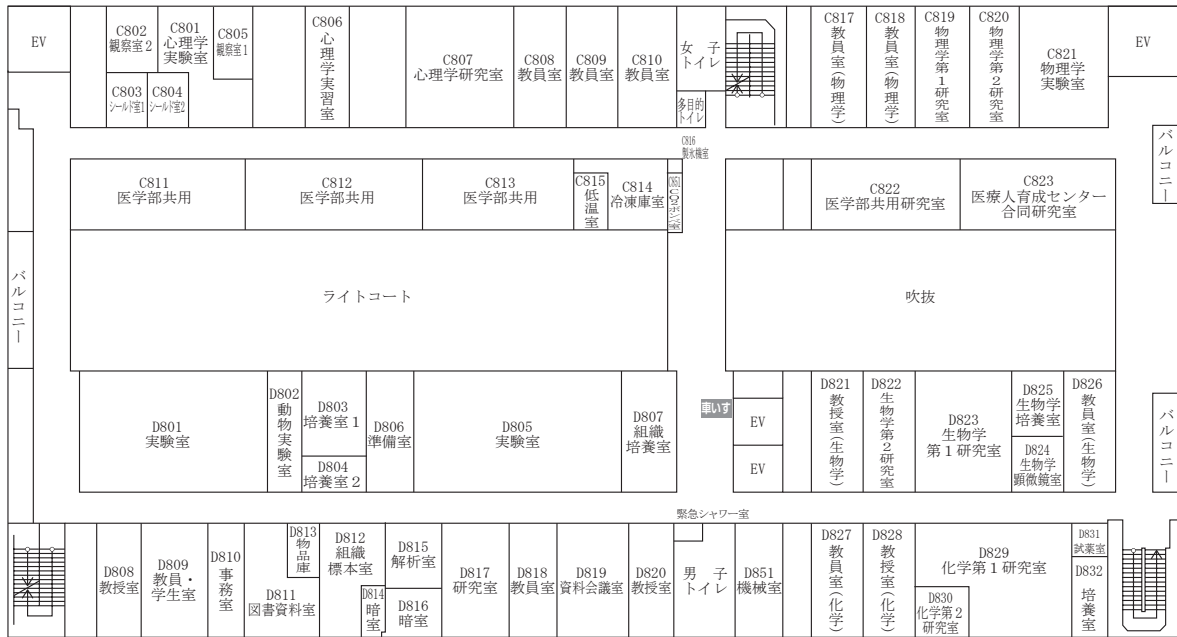 EV
C802
観察室２
C801
心理学
実験室
C805
観察室1
C803
シールド室1
C804
シールド室2
C806
心理学実習室
C807
心理学研究室
C808
教員室
C809
教員室
C810
教員室
女子
トイレ
多目的
トイレ
C817
教員室(物理学)
C818
教員室(物理学)
C819
物理学第１研究室
C820
物理学第２研究室
C821
物理学
実験室
EV
バルコニー
C816
製氷機室
C811
医学部共用
C812
医学部共用
C813
医学部共用
C815
低温室
C814
冷凍庫室
C822
医学部共用研究室
C823
医療人育成センター
合同研究室
バルコニー
ライトコート
吹抜
D801
実験室
D802
動物実験室
D803
培養室１
D804
培養室２
D806
準備室
D805
実験室
D807
組織
培養室
車いす
EV
EV
D821
教授室(生物学)
D822
生物学第２研究室
D823
生物学
第１研究室
D825
生物学
培養室
D824
生物学
顕微鏡室
D826
教員室(生物学)
バルコニー
緊急シャワー室
D808
教授室
D809
教員・
学生室
D810
事務室
D811
図書資料室
D813
物品庫
D812
組織
標本室
D814
暗室
D815
解析室
D816
暗室
D817
研究室
D818
教員室
D819
資料会議室
D820
教授室
男子
トイレ
D851
機械室
D827
教員室(化学)
D828
教授室(化学)
D829
化学第１研究室
D830
化学第２
研究室
D831
試薬室
D832
培養室